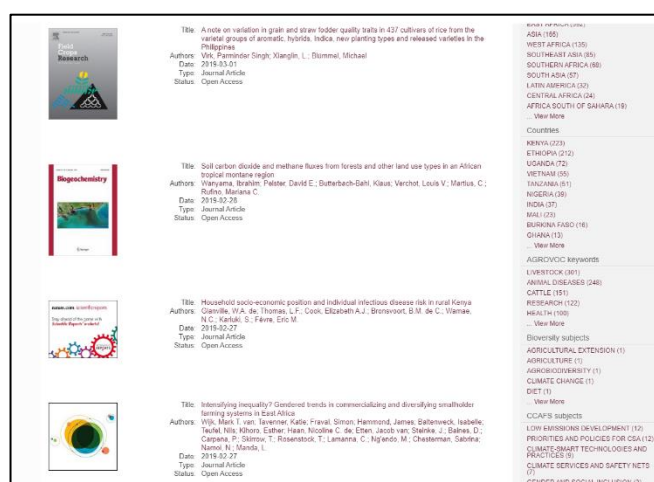 Title: A note on variation in grain and straw fodder quality traits in 437 cultivers of rice from the
varietal groups of aromatic, hybrids, Indica, new planting types and released varieties in the
Philippines
Authors: Virk, Parminder Singh; Xianglin, L.; Blümmel, Michael
Date: 2019-03-01
Type: Journal Article
Status: Open Access
Field
Crops
Research
Title: Soil carbon dioxide and methane fluxes from forests and other land use types in an African
tropical montane region
Authors: Wanyama, Ibrahim; Pelster, David E.; Butterbach-Bahl, Klaus; Verchot, Louis V.; Martius, C.;
Rufino, Mariana C.
Date: 2019-02-28
Type: Journal Article
Status: Open Access
Biogeochemistry
Title: Household socio-economic position and individual infectious disease risk in rural Kenya
Authors: Glanville, W.A. de; Thomas, L.F.; Cook, Elizabeth A.J.; Bronsvoort, B.M. de C.; Wamae,
N.C.; Kariuki, S.; Fèvre, Eric M.
Date: 2019-02-27
Type: Journal Article
Status: Open Access
Title: Intensifying inequality? Gendered trends in commercializing and diversifying smallholder
farming systems in East Africa
Authors: Wijk, Mark T. van; Tavenner, Katie; Fraval, Simon; Hammond, James; Baltenweck, Isabelle;
Teufel, Nils; Kihoro, Esther; Haan, Nicoline C. de; Etten, Jacob van; Steinke, J.; Baines, D.;
Carpena, P.; Skirrow, T.; Rosenstock, T.; Lamanna, C.; Ng'endo, M.; Chesterman, Sabrina;
Namoi, N.; Manda, L.
Date: 2019-02-27
Type: Journal Article
Status: Open Access
ASIA (165)
WEST AFRICA (135)
SOUTHEAST ASIA (85)
SOUTHERN AFRICA (68)
SOUTH ASIA (57)
LATIN AMERICA (32)
CENTRAL AFRICA (24)
AFRICA SOUTH OF SAHARA (19)
... View More
Countries
KENYA (223)
ETHIOPIA (212)
UGANDA (72)
VIETNAM (55)
TANZANIA (51)
NIGERIA (39)
INDIA (37)
MALI (23)
BURKINA FASO (16)
GHANA (13)
... View More
AGROVOC keywords
LIVESTOCK (301)
ANIMAL DISEASES (248)
CATTLE (151)
RESEARCH (122)
HEALTH (100)
... View More
Bioversity subjects
AGRICULTURAL EXTENSION (1)
AGRICULTURE (1)
AGROBIODIVERSITY (1)
CLIMATE CHANGE (1)
DIET (1)
... View More
CCAFS subjects
LOW EMISSIONS DEVELOPMENT (12)
PRIORITIES AND POLICIES FOR CSA (12)
CLIMATE-SMART TECHNOLOGIES AND
PRACTICES (9)
CLIMATE SERVICES AND SAFETY NETS
(7)